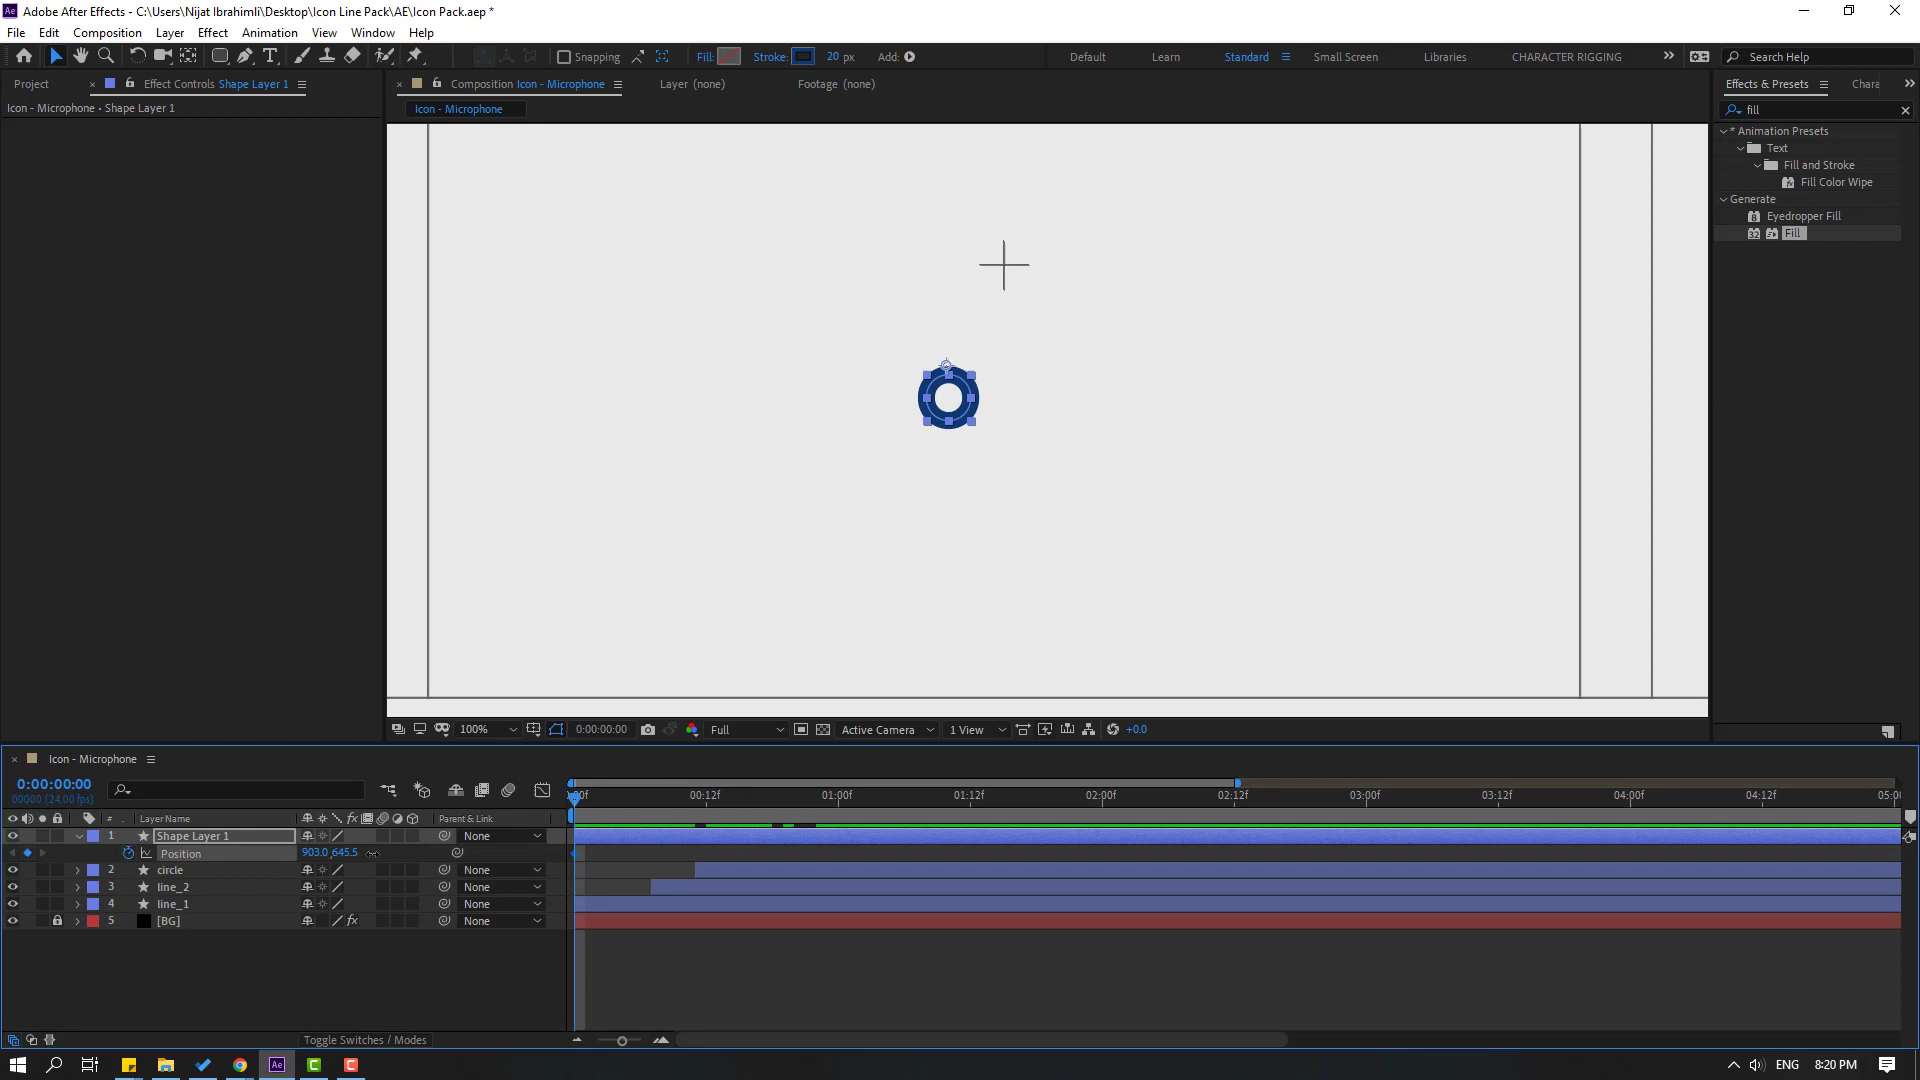 Adobe After Effects - C:\Users\Nijat Ibrahimli\Desktop\Icon Line Pack\AE\Icon Pack.aep *
File Edit Composition Layer Effect Animation View Window Help
Snapping Fill: Stroke: 20 px Add: Default Learn Standard Small Screen Libraries CHARACTER RIGGING Search Help
Project Effect Controls Shape Layer 1 Composition Icon - Microphone Layer (none) Footage (none) Effects & Presets Chara
Icon - Microphone • Shape Layer 1
Icon - Microphone
fill
* Animation Presets
Text
Fill and Stroke
Fill Color Wipe
Generate
Eyedropper Fill
Fill
100% 0:00:00:00 Full Active Camera 1 View +0.0
Icon - Microphone
0:00:00:00
00000 (24.00 fps)
:00f 00:12f 01:00f 01:12f 02:00f 02:12f 03:00f 03:12f 04:00f 04:12f 05:00
# Layer Name Parent & Link
1 Shape Layer 1 None
Position 903.0,645.5
2 circle None
3 line_2 None
4 line_1 None
5 [BG] None
Toggle Switches / Modes
ENG 8:20 PM